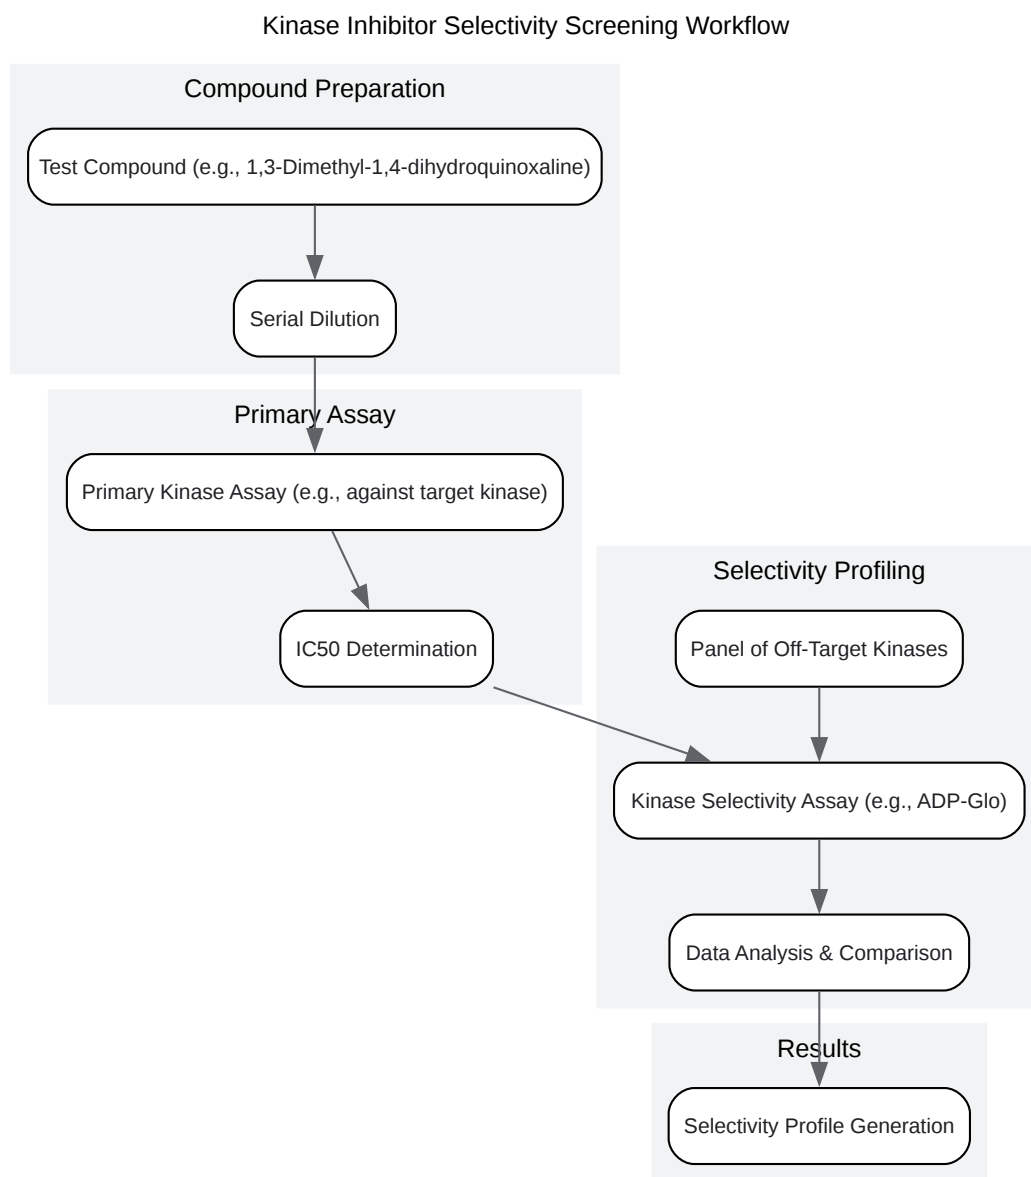 Kinase Inhibitor Selectivity Screening Workflow
Compound Preparation
Test Compound (e.g., 1,3-Dimethyl-1,4-dihydroquinoxaline)
Serial Dilution
Primary Assay
Primary Kinase Assay (e.g., against target kinase)
IC50 Determination
Selectivity Profiling
Panel of Off-Target Kinases
Kinase Selectivity Assay (e.g., ADP-Glo)
Data Analysis & Comparison
Results
Selectivity Profile Generation